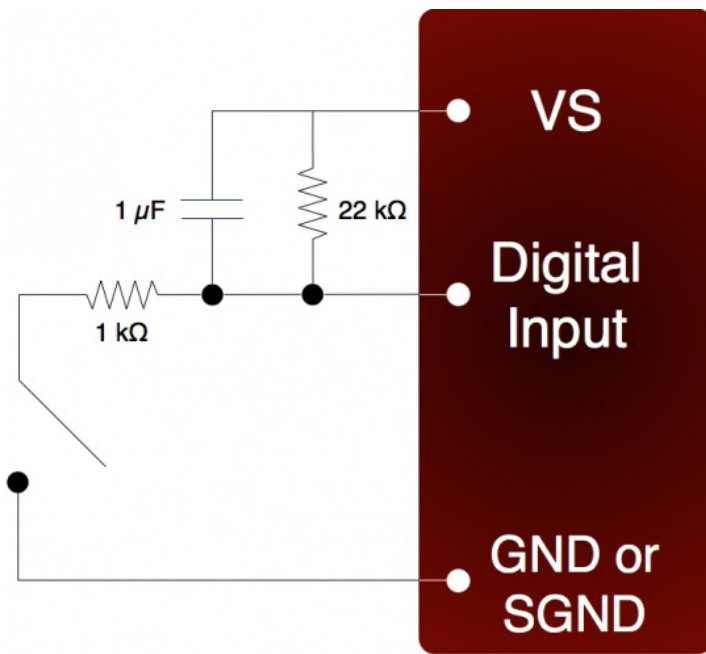 VS
1 µF
22 kΩ
Digital
Input
1 kΩ
GND or
SGND